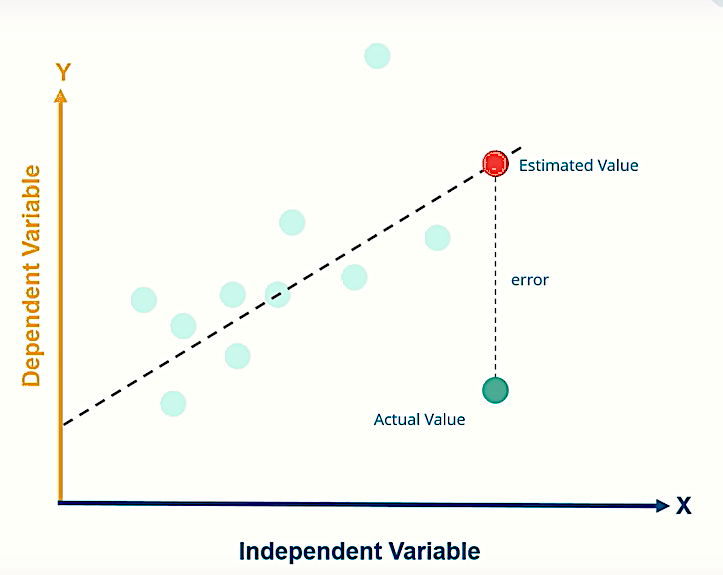 Y
Dependent Variable
Estimated Value
error
Actual Value
X
Independent Variable